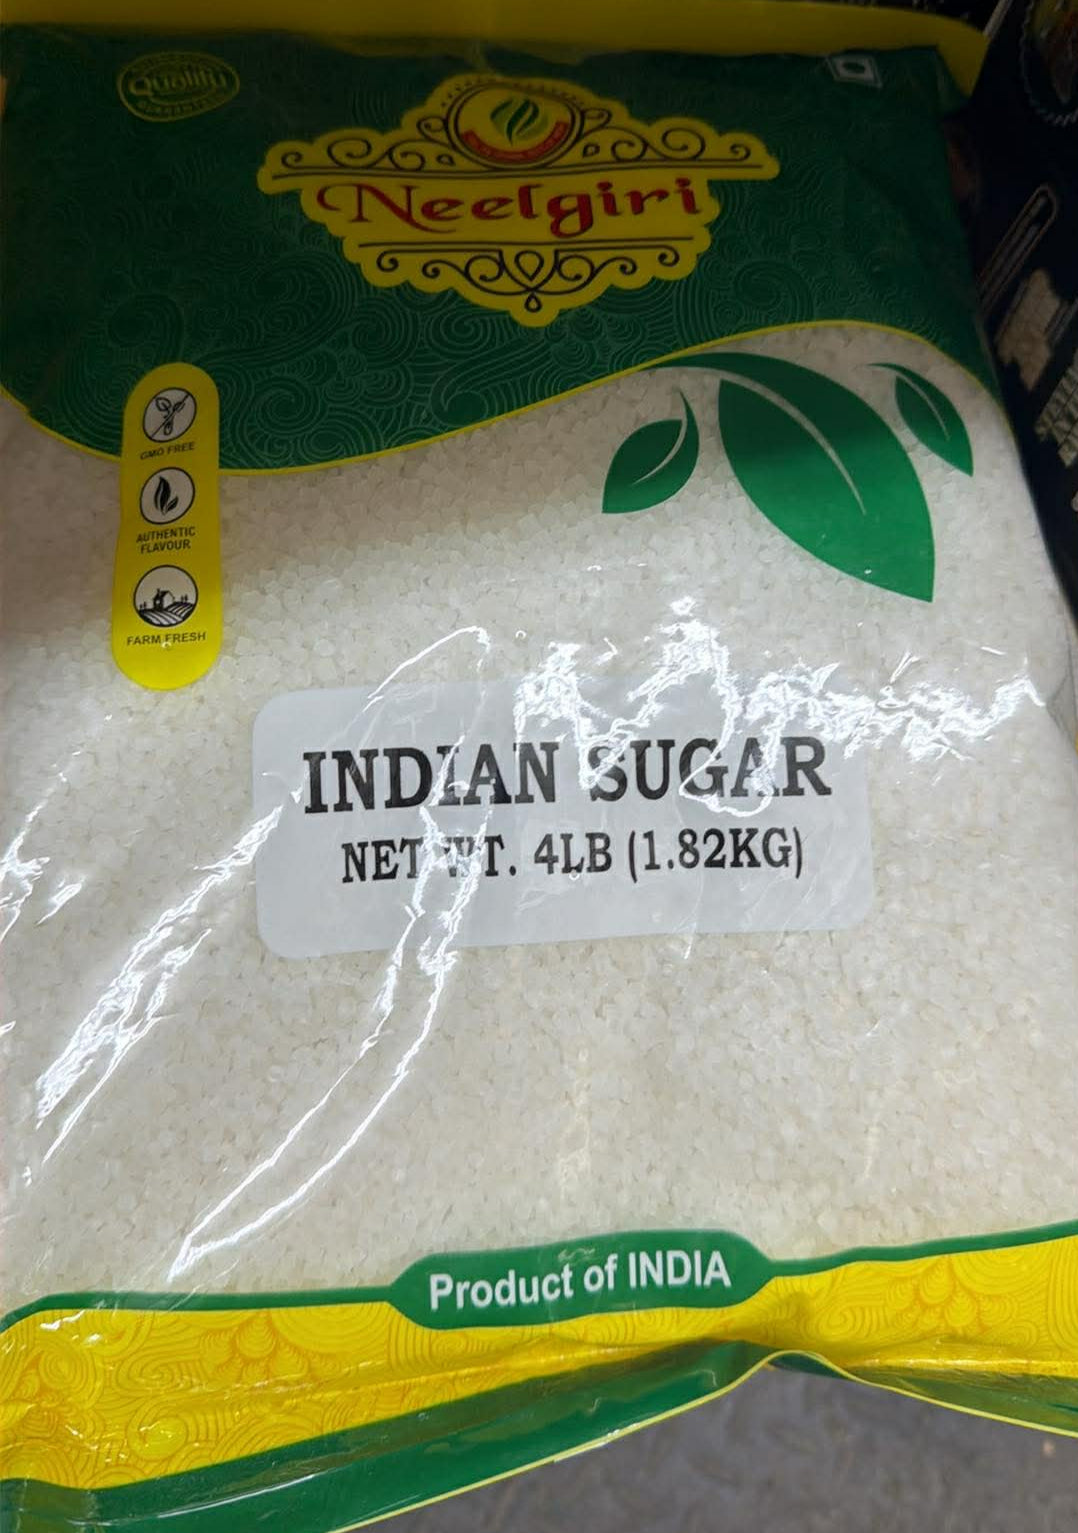 Quality
Neelgiri
GMO FREE
AUTHENTIC
FLAVOUR
FARM FRESH
INDIAN SUGAR
NET WT. 4LB (1.82KG)
Product of INDIA